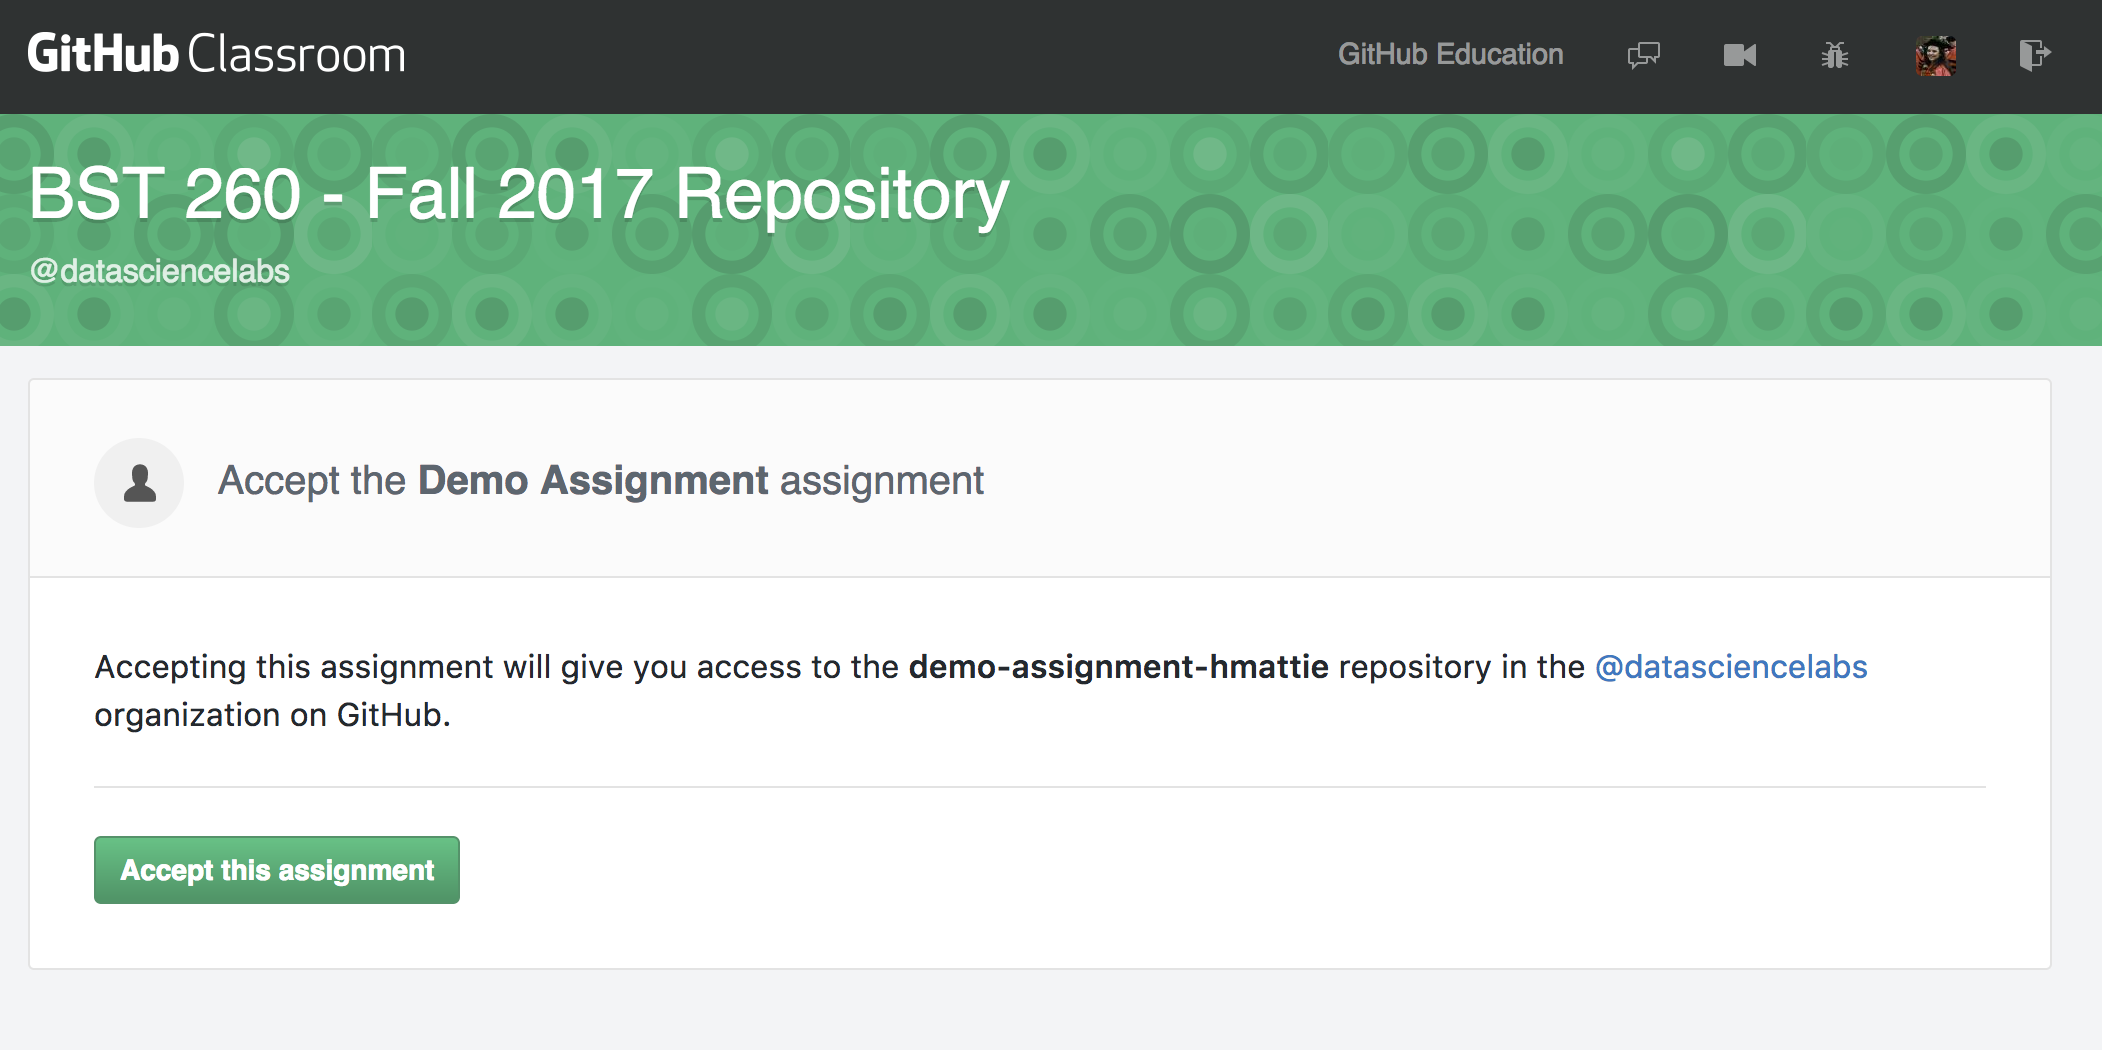 GitHub Classroom
GitHub Education
BST 260 - Fall 2017 Repository
@datasciencelabs
Accept the Demo Assignment assignment
Accepting this assignment will give you access to the demo-assignment-hmattie repository in the @datasciencelabs
organization on GitHub.
Accept this assignment